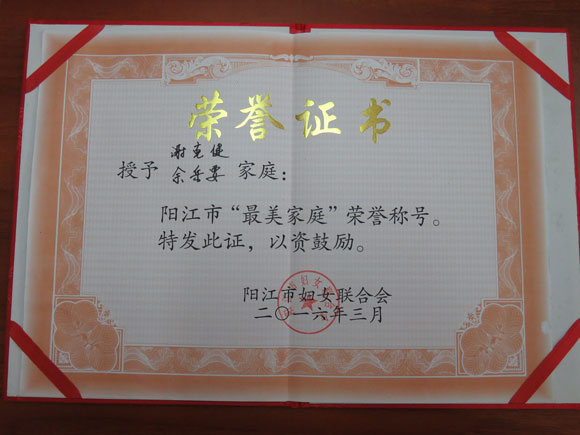 荣誉证书
谢克健
授予 余岳要 家庭：
阳江市“最美家庭”荣誉称号。
特发此证，以资鼓励。
阳江市妇女联合会
二〇一六年三月